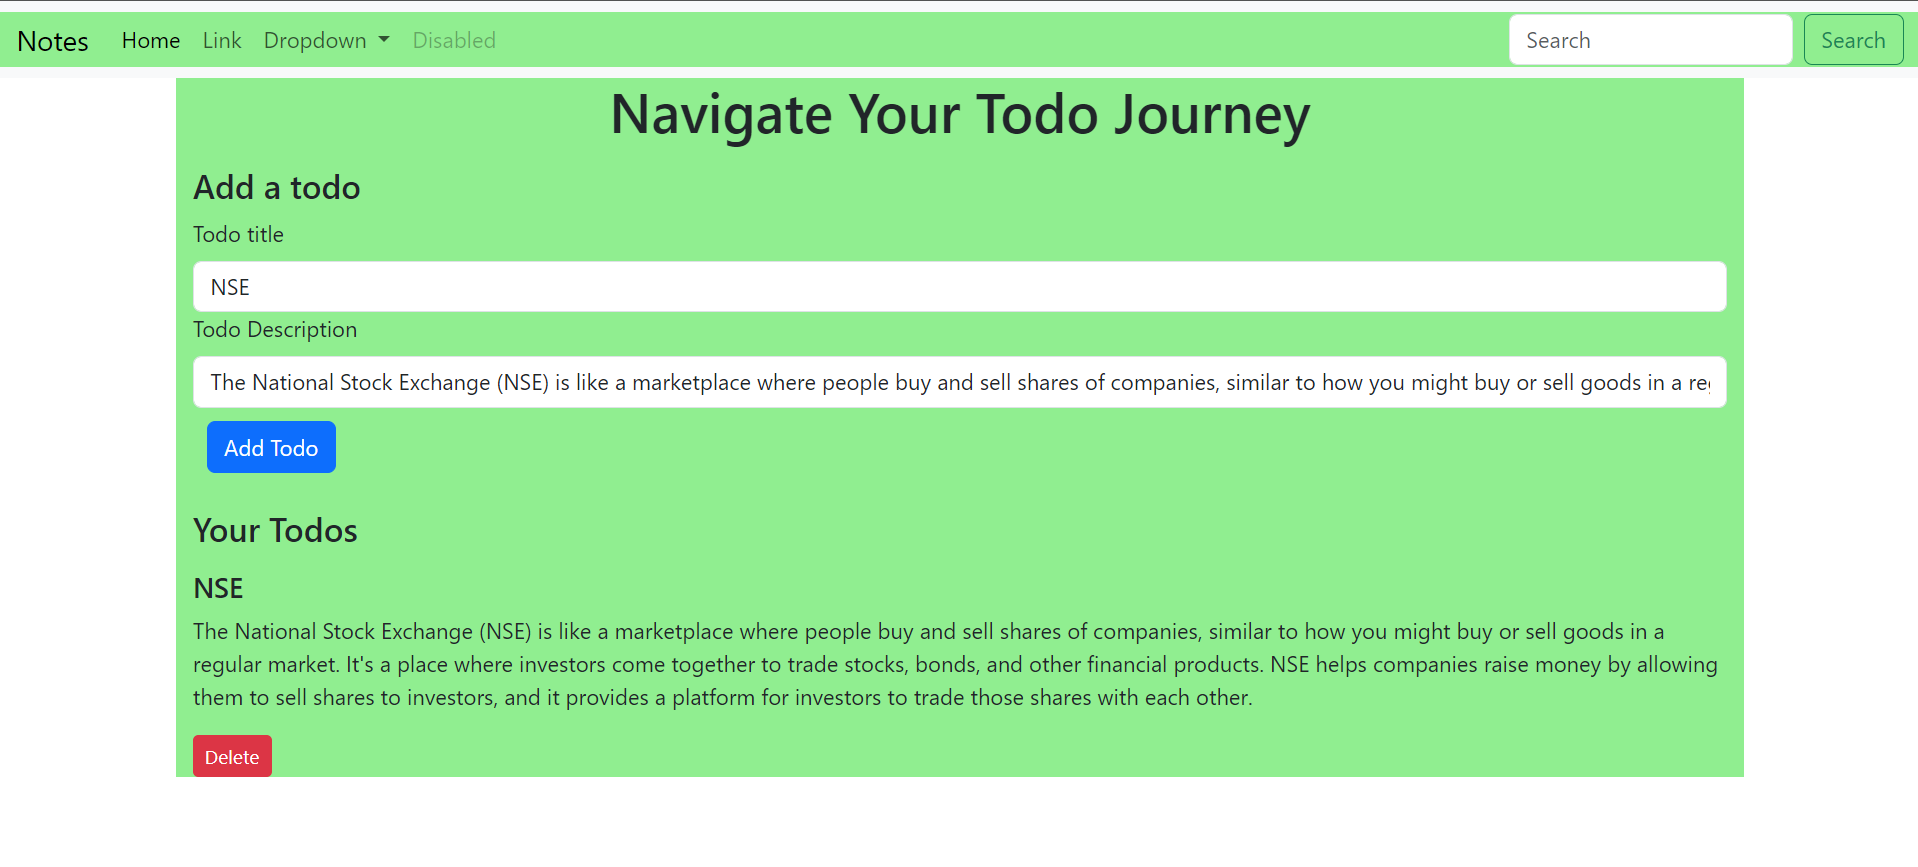 Notes Home Link Dropdown Disabled Search Search
Navigate Your Todo Journey
Add a todo
Todo title
NSE
Todo Description
The National Stock Exchange (NSE) is like a marketplace where people buy and sell shares of companies, similar to how you might buy or sell goods in a
Add Todo
Your Todos
NSE
The National Stock Exchange (NSE) is like a marketplace where people buy and sell shares of companies, similar to how you might buy or sell goods in a
regular market. It's a place where investors come together to trade stocks, bonds, and other financial products. NSE helps companies raise money by allowing
them to sell shares to investors, and it provides a platform for investors to trade those shares with each other.
Delete